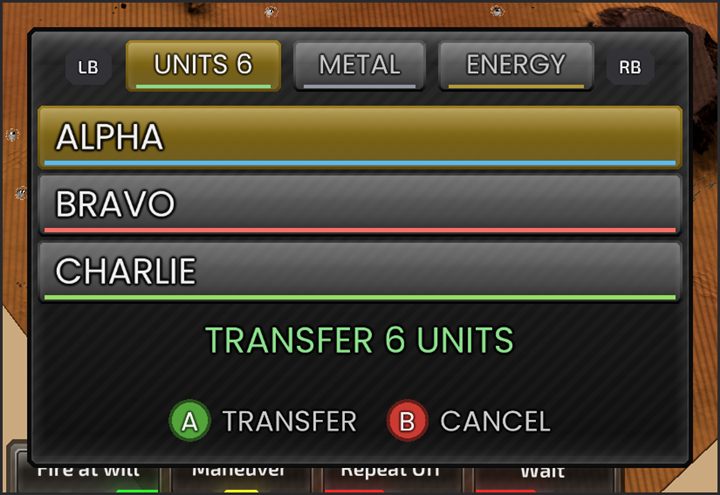 LB UNITS 6 METAL ENERGY RB
ALPHA
BRAVO
CHARLIE
TRANSFER 6 UNITS
A TRANSFER B CANCEL
Fire at will Maneuver Repeat Off Wait